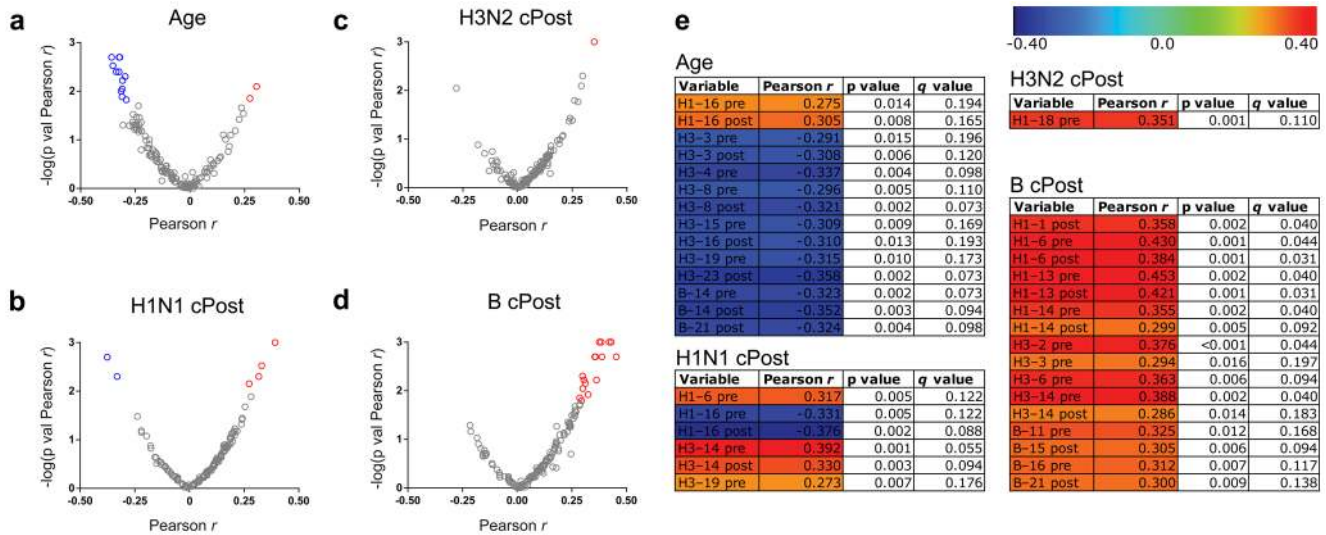 a
Age
-log(p val Pearson r)
3
2
1
0
-0.50
-0.25
0.00
0.25
0.50
Pearson r
b
H1N1 cPost
-log(p val Pearson r)
3
2
1
0
-0.50
-0.25
0.00
0.25
0.50
Pearson r
c
H3N2 cPost
-log(p val Pearson r)
3
2
1
0
-0.50
-0.25
0.00
0.25
0.50
Pearson r
d
B cPost
-log(p val Pearson r)
3
2
1
0
-0.50
-0.25
0.00
0.25
0.50
Pearson r
e
-0.40 0.0 0.40
Age
Variable Pearson r p value q value
H1-16 pre 0.275 0.014 0.194
H1-16 post 0.305 0.008 0.165
H3-3 pre -0.291 0.015 0.196
H3-3 post -0.308 0.006 0.120
H3-4 pre -0.337 0.004 0.098
H3-8 pre -0.296 0.005 0.110
H3-8 post -0.321 0.002 0.073
H3-15 pre -0.309 0.009 0.169
H3-16 post -0.310 0.013 0.193
H3-19 pre -0.315 0.010 0.173
H3-23 post -0.358 0.002 0.073
B-14 pre -0.323 0.002 0.073
B-14 post -0.352 0.003 0.094
B-21 post -0.324 0.004 0.098
H1N1 cPost
Variable Pearson r p value q value
H1-6 pre 0.317 0.005 0.122
H1-16 pre -0.331 0.005 0.122
H1-16 post -0.376 0.002 0.088
H3-14 pre 0.392 0.001 0.055
H3-14 post 0.330 0.003 0.094
H3-19 pre 0.273 0.007 0.176
H3N2 cPost
Variable Pearson r p value q value
H1-18 pre 0.351 0.001 0.110
B cPost
Variable Pearson r p value q value
H1-1 post 0.358 0.002 0.040
H1-6 pre 0.430 0.001 0.044
H1-6 post 0.384 0.001 0.031
H1-13 pre 0.453 0.002 0.040
H1-13 post 0.421 0.001 0.031
H1-14 pre 0.355 0.002 0.040
H1-14 post 0.299 0.005 0.092
H3-2 pre 0.376 <0.001 0.044
H3-3 pre 0.294 0.016 0.197
H3-6 pre 0.363 0.006 0.094
H3-14 pre 0.388 0.002 0.040
H3-14 post 0.286 0.014 0.183
B-11 pre 0.325 0.012 0.168
B-15 post 0.305 0.006 0.094
B-16 pre 0.312 0.007 0.117
B-21 post 0.300 0.009 0.138